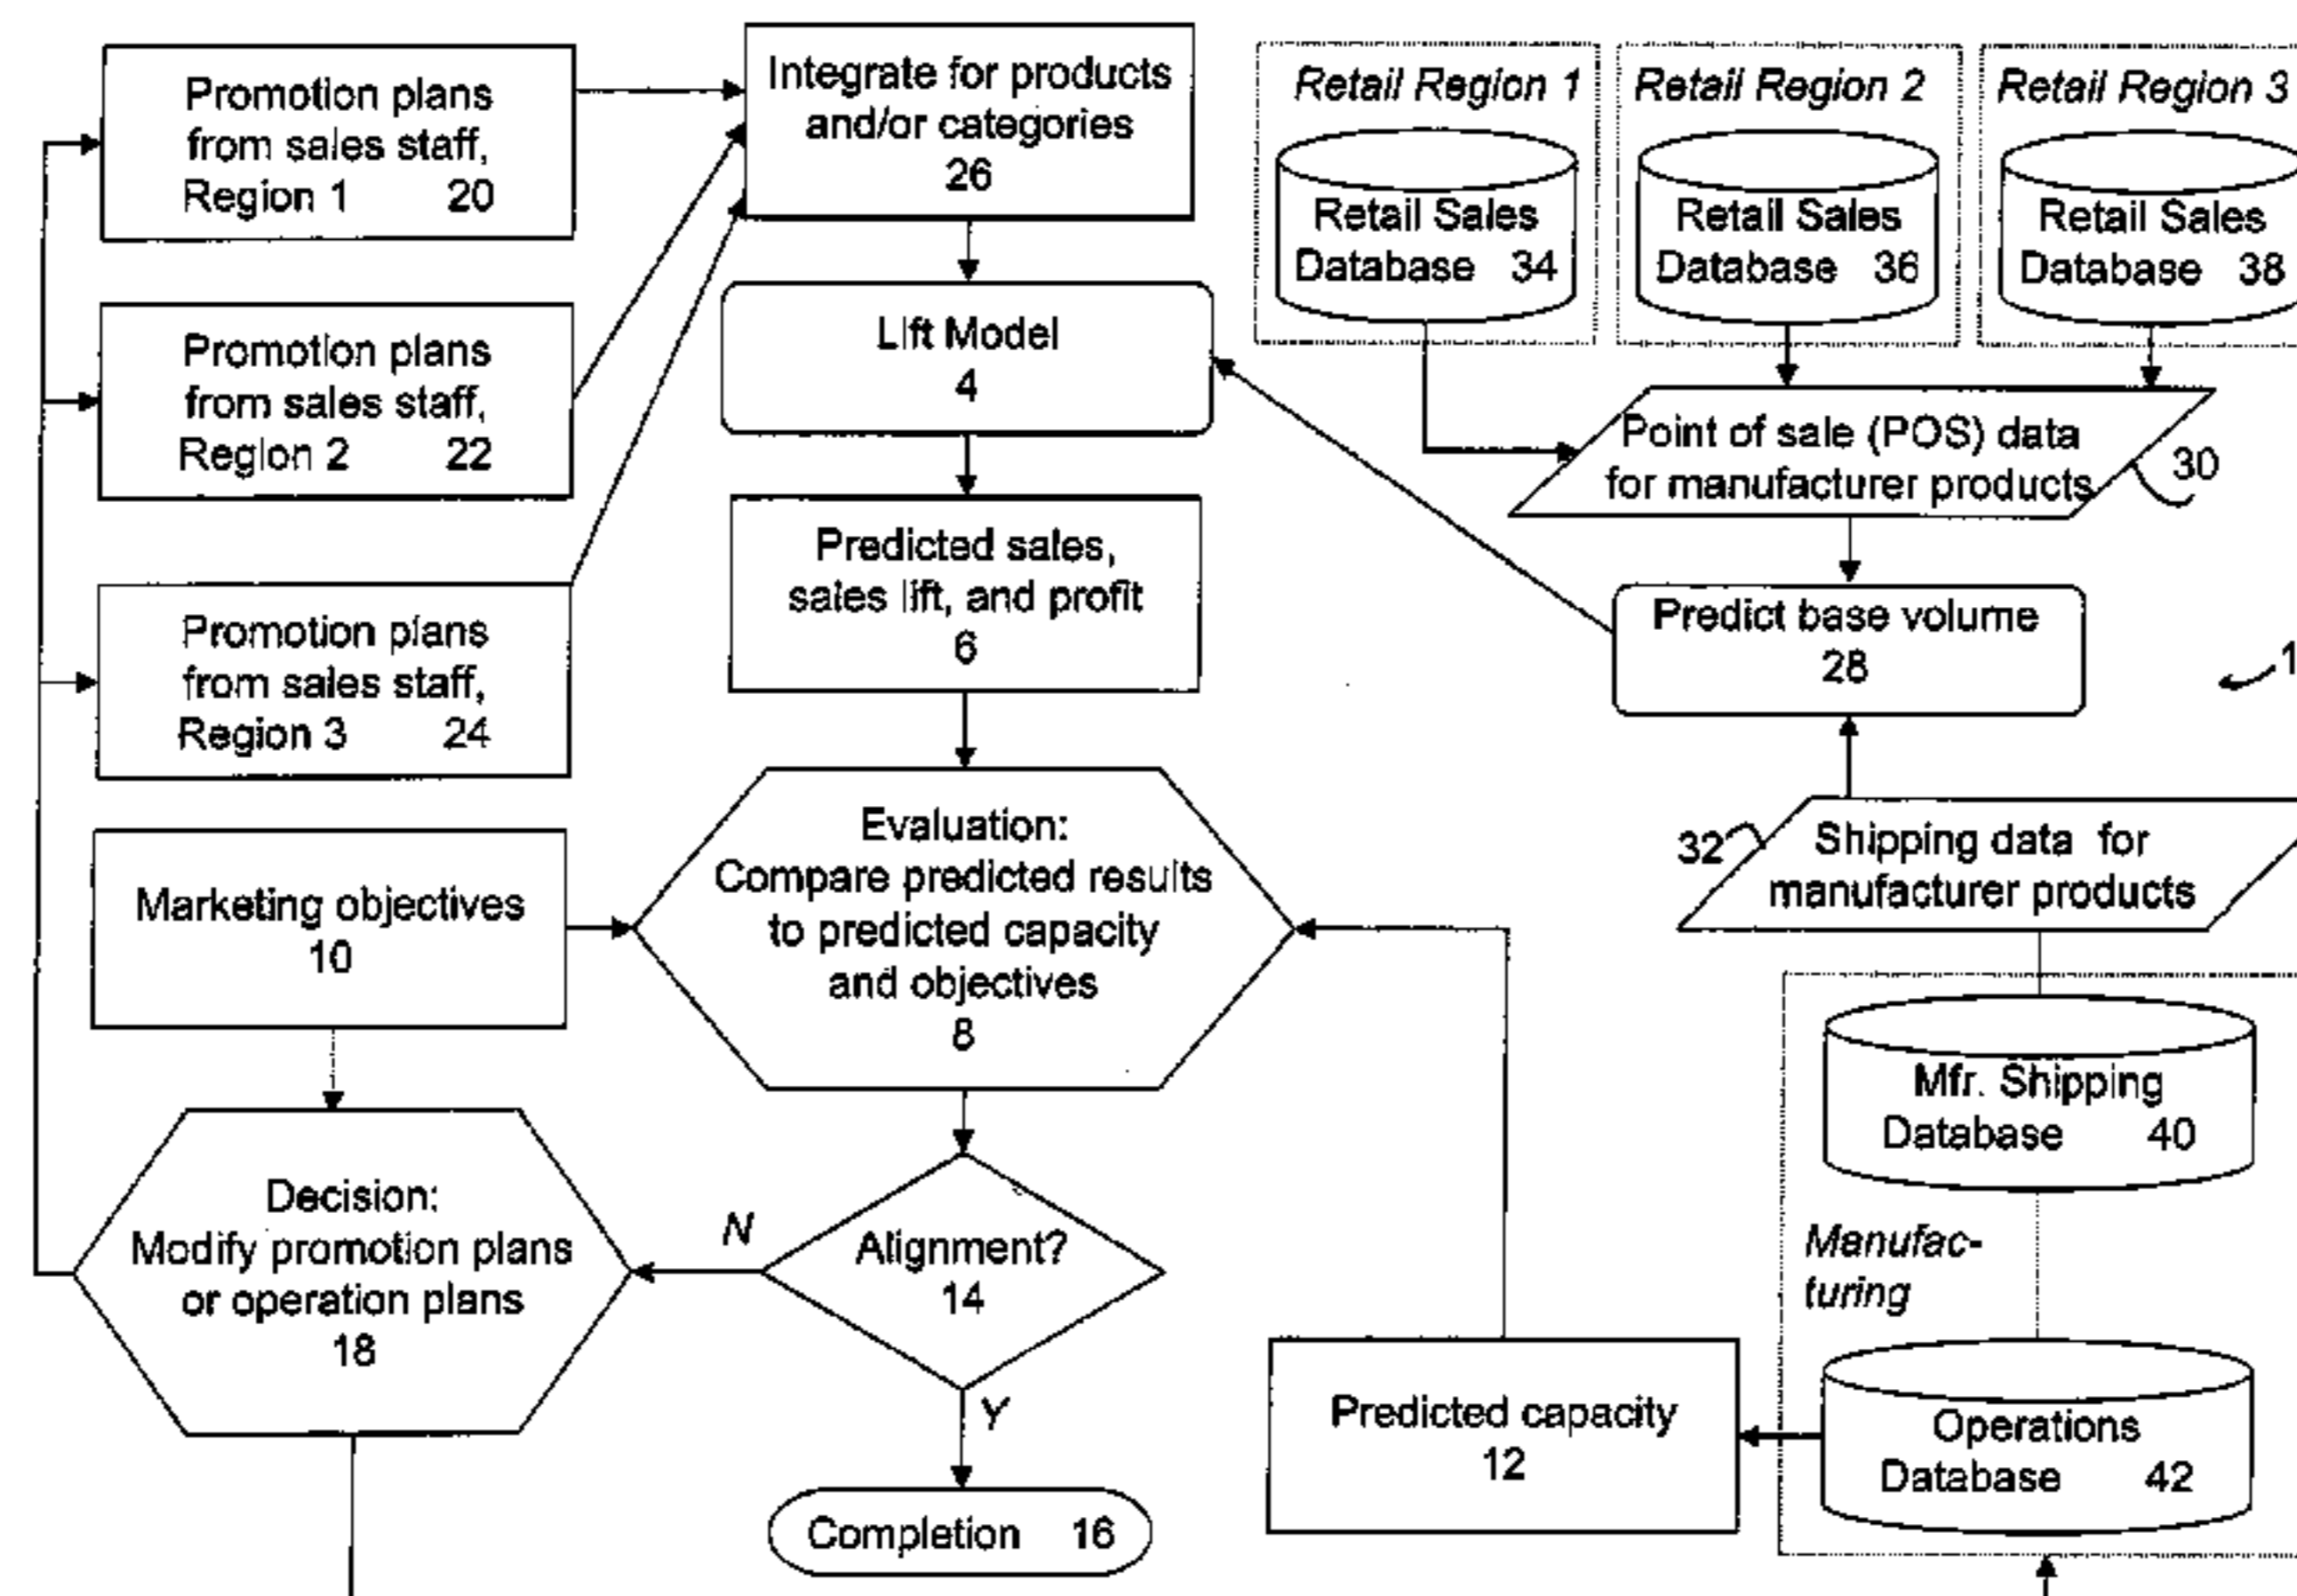 Promotion plans
from sales staff,
Region 1 20
Integrate for products
and/or categories
26
Retail Region 1
Retail Sales
Database 34
Retail Region 2
Retail Sales
Database 36
Retail Region 3
Retail Sales
Database 38
Promotion plans
from sales staff,
Region 2 22
Lift Model
4
Point of sale (POS) data
for manufacturer products
30
Promotion plans
from sales staff,
Region 3 24
Predicted sales,
sales lift, and profit
6
Predict base volume
28
1
Marketing objectives
10
Evaluation:
Compare predicted results
to predicted capacity
and objectives
8
32
Shipping data for
manufacturer products
Mfr. Shipping
Database 40
Decision:
Modify promotion plans
or operation plans
18
N
Alignment?
14
Y
Completion 16
Predicted capacity
12
Manufac-
turing
Operations
Database 42